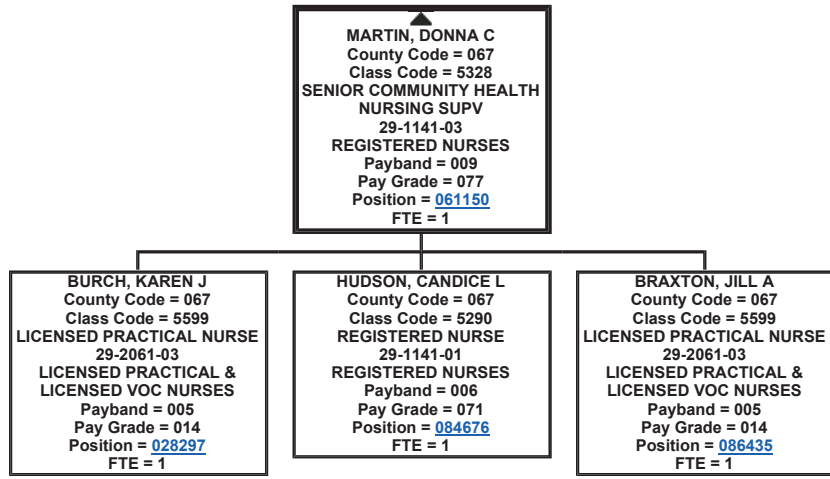 MARTIN, DONNA C
County Code = 067
Class Code = 5328
SENIOR COMMUNITY HEALTH
NURSING SUPV
29-1141-03
REGISTERED NURSES
Payband = 009
Pay Grade = 077
Position = 061150
FTE = 1
BURCH, KAREN J
County Code = 067
Class Code = 5599
LICENSED PRACTICAL NURSE
29-2061-03
LICENSED PRACTICAL &
LICENSED VOC NURSES
Payband = 005
Pay Grade = 014
Position = 028297
FTE = 1
HUDSON, CANDICE L
County Code = 067
Class Code = 5290
REGISTERED NURSE
29-1141-01
REGISTERED NURSES
Payband = 006
Pay Grade = 071
Position = 084676
FTE = 1
BRAXTON, JILL A
County Code = 067
Class Code = 5599
LICENSED PRACTICAL NURSE
29-2061-03
LICENSED PRACTICAL &
LICENSED VOC NURSES
Payband = 005
Pay Grade = 014
Position = 086435
FTE = 1